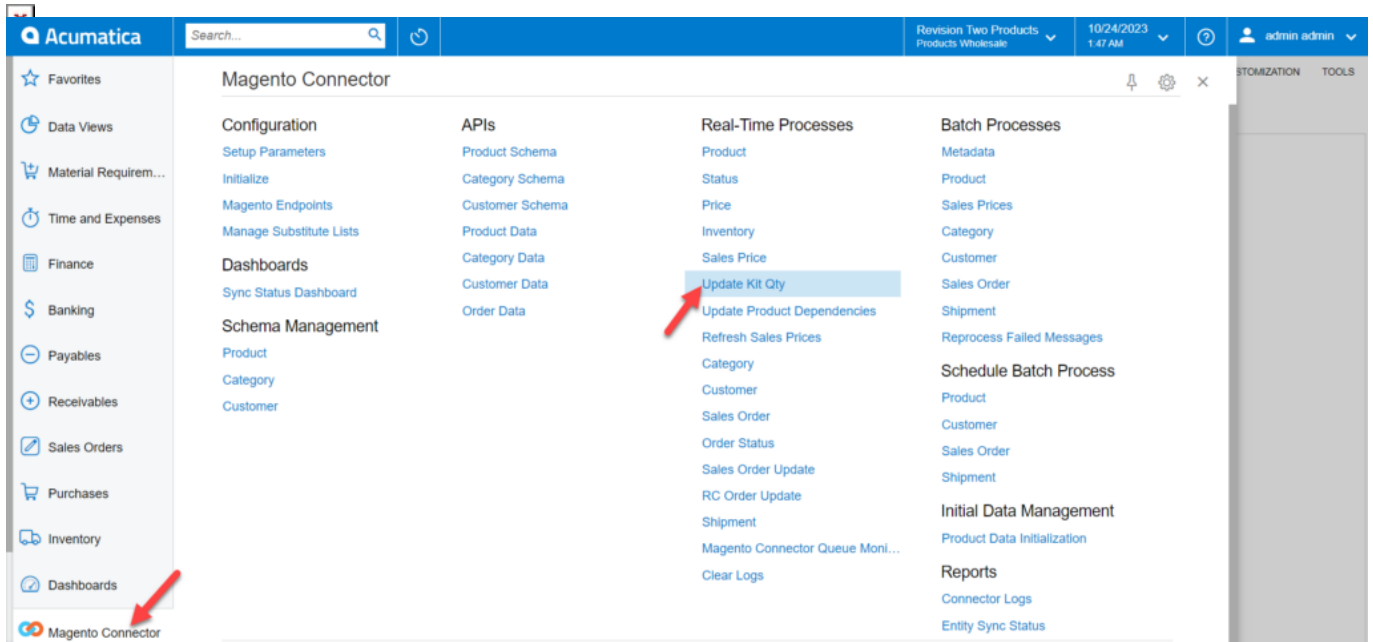 Acumatica
Search...
Revision Two Products
Products Wholesale
10/24/2023
1:47 AM
admin admin
STOMIZATION TOOLS
Favorites
Data Views
Material Requirem...
Time and Expenses
Finance
Banking
Payables
Receivables
Sales Orders
Purchases
Inventory
Dashboards
Magento Connector
Magento Connector
Configuration
Setup Parameters
Initialize
Magento Endpoints
Manage Substitute Lists
Dashboards
Sync Status Dashboard
Schema Management
Product
Category
Customer
APIs
Product Schema
Category Schema
Customer Schema
Product Data
Category Data
Customer Data
Order Data
Real-Time Processes
Product
Status
Price
Inventory
Sales Price
Update Kit Qty
Update Product Dependencies
Refresh Sales Prices
Category
Customer
Sales Order
Order Status
Sales Order Update
RC Order Update
Shipment
Magento Connector Queue Moni...
Clear Logs
Batch Processes
Metadata
Product
Sales Prices
Category
Customer
Sales Order
Shipment
Reprocess Failed Messages
Schedule Batch Process
Product
Customer
Sales Order
Shipment
Initial Data Management
Product Data Initialization
Reports
Connector Logs
Entity Sync Status